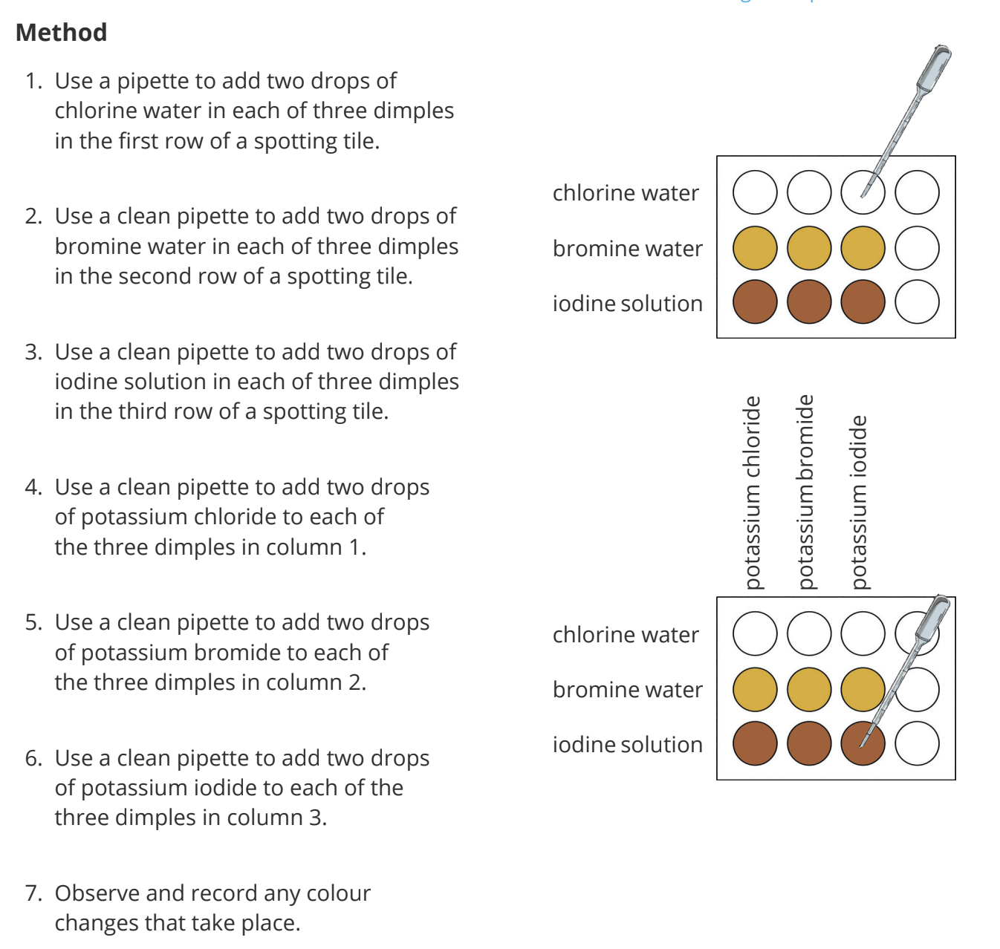 Method
1. Use a pipette to add two drops of
chlorine water in each of three dimples
in the first row of a spotting tile.
2. Use a clean pipette to add two drops of
bromine water in each of three dimples
in the second row of a spotting tile.
3. Use a clean pipette to add two drops of
iodine solution in each of three dimples
in the third row of a spotting tile.
4. Use a clean pipette to add two drops
of potassium chloride to each of
the three dimples in column 1.
5. Use a clean pipette to add two drops
of potassium bromide to each of
the three dimples in column 2.
6. Use a clean pipette to add two drops
of potassium iodide to each of the
three dimples in column 3.
7. Observe and record any colour
changes that take place.
chlorine water
bromine water
iodine solution
potassium chloride
potassium bromide
potassium iodide
chlorine water
bromine water
iodine solution